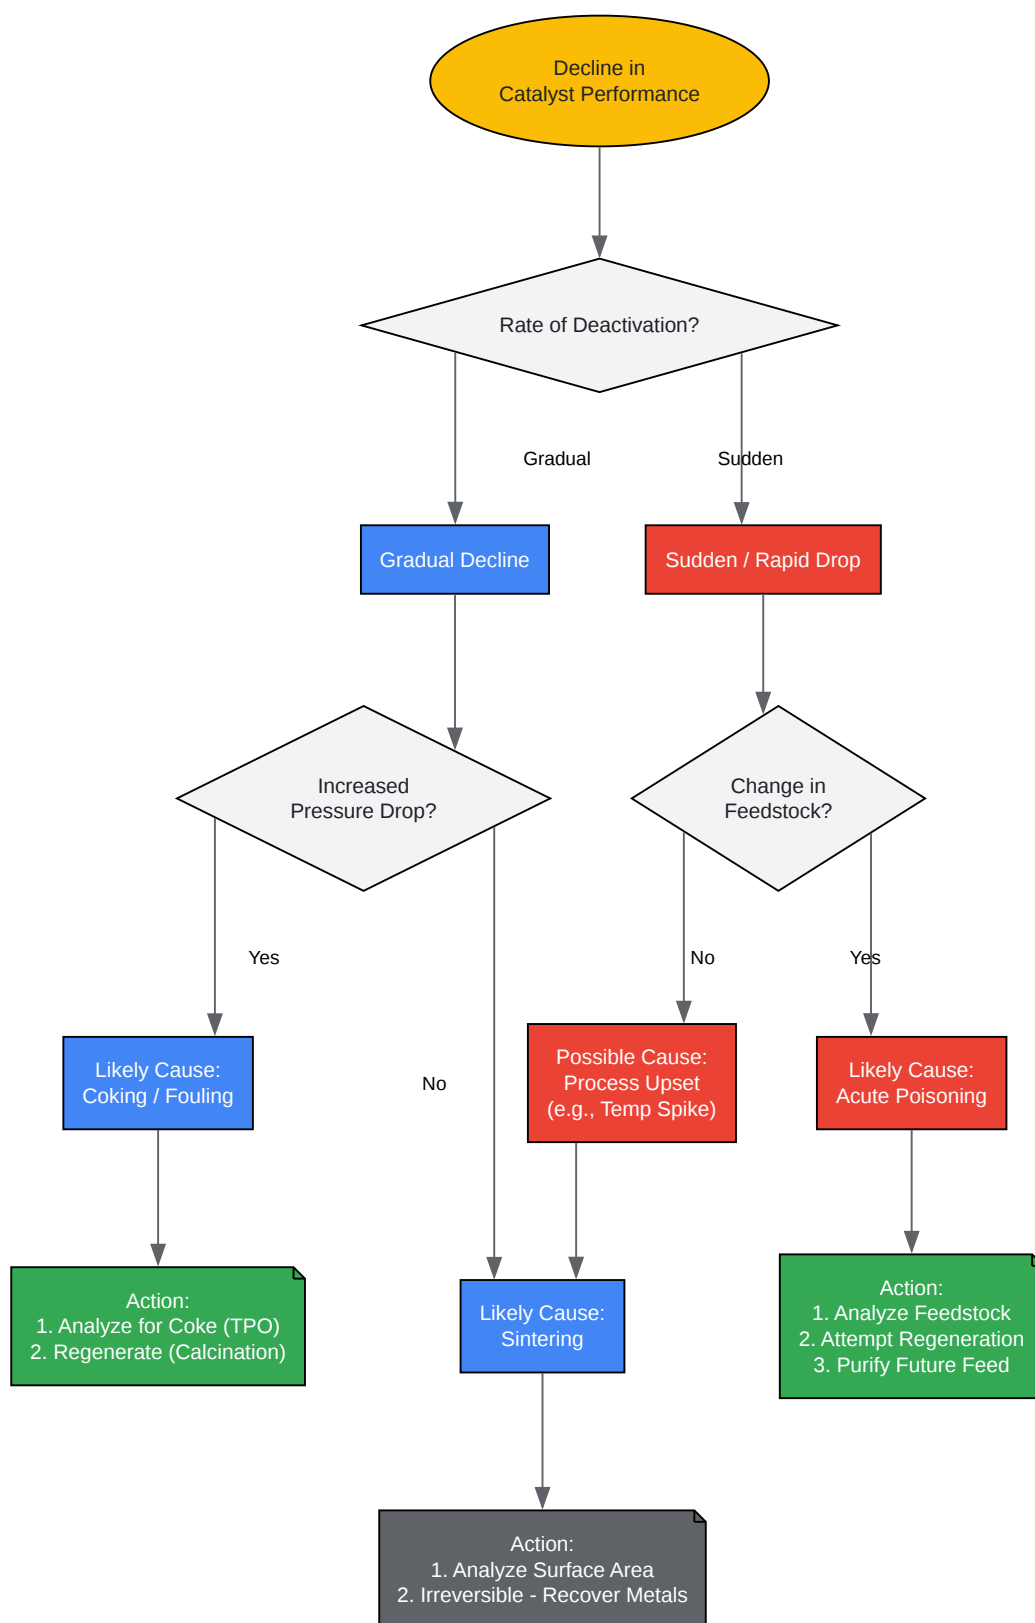 Decline in
Catalyst Performance
Rate of Deactivation?
Gradual
Sudden
Gradual Decline
Sudden / Rapid Drop
Increased
Pressure Drop?
Change in
Feedstock?
Yes
No
Yes
No
Likely Cause:
Coking / Fouling
Possible Cause:
Process Upset
(e.g., Temp Spike)
Likely Cause:
Acute Poisoning
Action:
1. Analyze for Coke (TPO)
2. Regenerate (Calcination)
Likely Cause:
Sintering
Action:
1. Analyze Feedstock
2. Attempt Regeneration
3. Purify Future Feed
Action:
1. Analyze Surface Area
2. Irreversible - Recover Metals